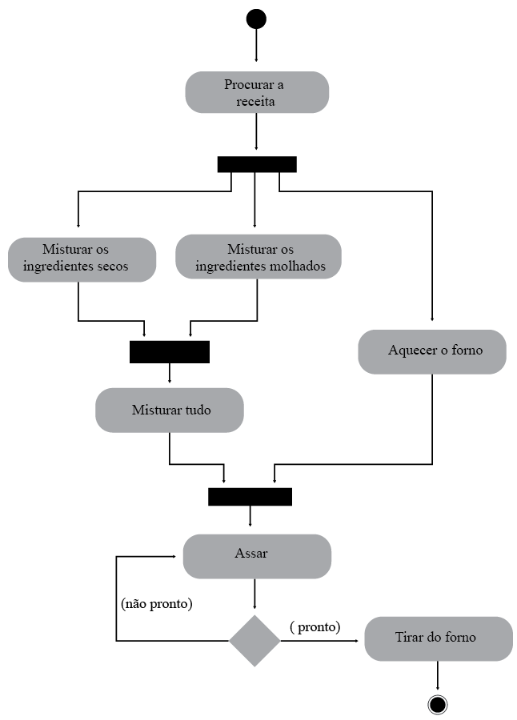 Procurar a
receita
Misturar os
ingredientes secos
Misturar os
ingredientes molhados
Aquecer o forno
Misturar tudo
Assar
(não pronto)
( pronto)
Tirar do forno